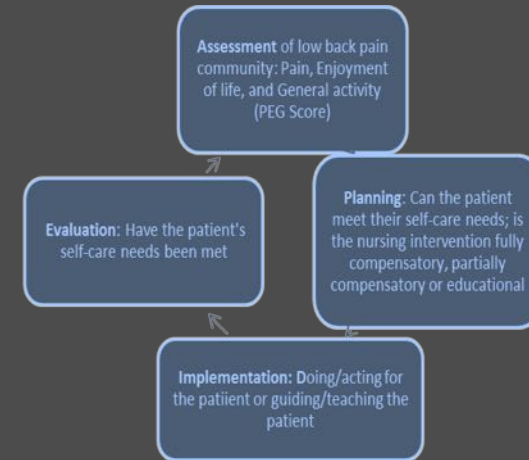 Assessment of low back pain
community: Pain, Enjoyment
of life, and General activity
(PEG Score)
Planning: Can the patient
meet their self-care needs; is
the nursing intervention fully
compensatory, partially
compensatory or educational
Implementation: Doing/acting for
the patiient or guiding/teaching the
patient
Evaluation: Have the patient's
self-care needs been met